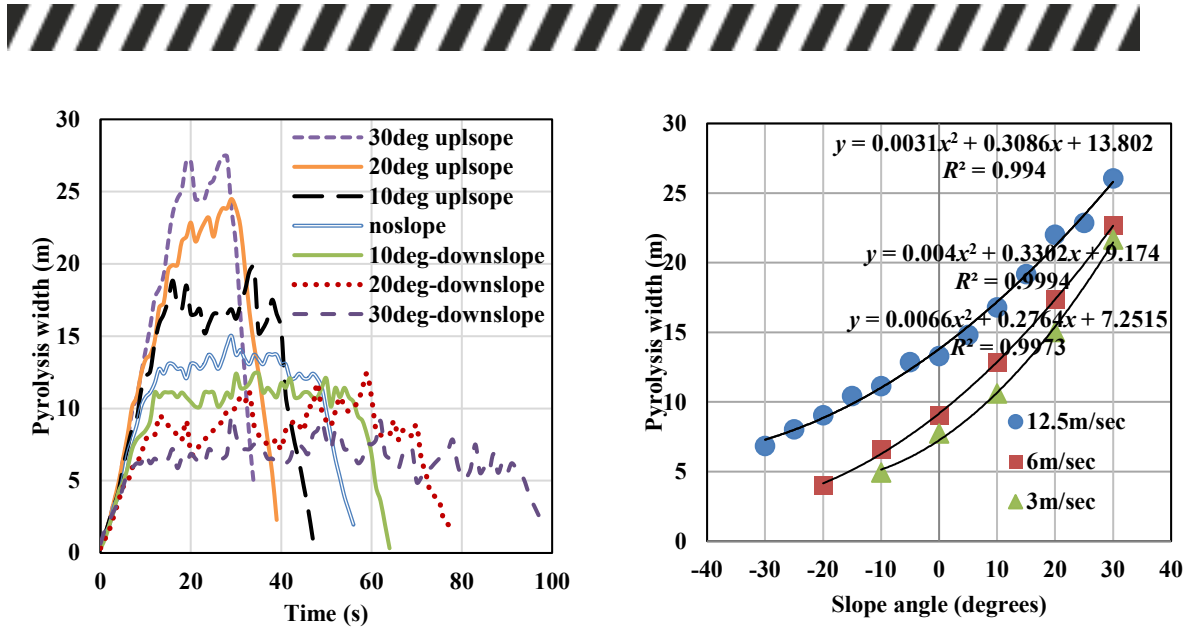 30
25
20
15
10
5
0
0
20
40
60
80
100
Pyrolysis width (m)
Time (s)
30deg uplsope
20deg uplsope
10deg uplsope
noslope
10deg-downslope
20deg-downslope
30deg-downslope
30
25
20
15
10
5
0
-40
-30
-20
-10
0
10
20
30
40
Pyrolysis width (m)
Slope angle (degrees)
y = 0.0031x² + 0.3086x + 13.802
R² = 0.994
y = 0.004x² + 0.3302x + 9.174
R² = 0.9994
y = 0.0066x² + 0.2764x + 7.2515
R² = 0.9973
12.5m/sec
6m/sec
3m/sec